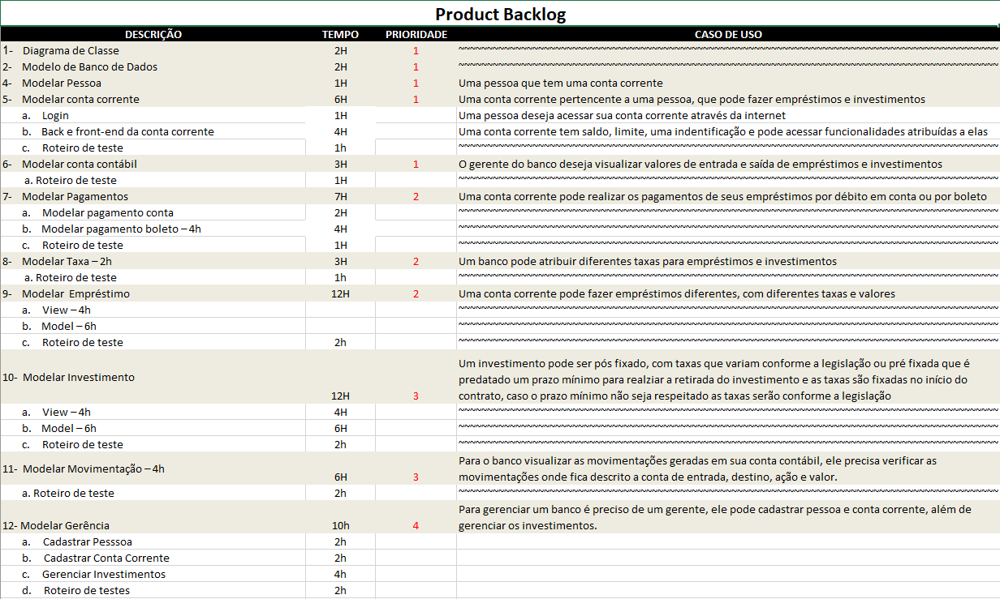 Product Backlog
DESCRIÇÃO TEMPO PRIORIDADE CASO DE USO
1- Diagrama de Classe 2H 1 ~~~~~~~~~~~~~~~~~~~~~~~~~~~~~~~~~~~~~~~~
2- Modelo de Banco de Dados 2H 1 ~~~~~~~~~~~~~~~~~~~~~~~~~~~~~~~~~~~~~~~~
4- Modelar Pessoa 1H 1 Uma pessoa que tem uma conta corrente
5- Modelar conta corrente 6H 1 Uma conta corrente pertencente a uma pessoa, que pode fazer empréstimos e investimentos
a. Login 1H Uma pessoa deseja acessar sua conta corrente através da internet
b. Back e front-end da conta corrente 4H Uma conta corrente tem saldo, limite, uma indentificação e pode acessar funcionalidades atribuídas a elas
c. Roteiro de teste 1h ~~~~~~~~~~~~~~~~~~~~~~~~~~~~~~~~~~~~~~~~
6- Modelar conta contábil 3H 1 O gerente do banco deseja visualizar valores de entrada e saída de empréstimos e investimentos
a. Roteiro de teste 1H ~~~~~~~~~~~~~~~~~~~~~~~~~~~~~~~~~~~~~~~~
7- Modelar Pagamentos 7H 2 Uma conta corrente pode realizar os pagamentos de seus empréstimos por débito em conta ou por boleto
a. Modelar pagamento conta 2H ~~~~~~~~~~~~~~~~~~~~~~~~~~~~~~~~~~~~~~~~
b. Modelar pagamento boleto – 4h 4H ~~~~~~~~~~~~~~~~~~~~~~~~~~~~~~~~~~~~~~~~
c. Roteiro de teste 1H ~~~~~~~~~~~~~~~~~~~~~~~~~~~~~~~~~~~~~~~~
8- Modelar Taxa – 2h 3H 2 Um banco pode atribuir diferentes taxas para empréstimos e investimentos
a. Roteiro de teste 1h ~~~~~~~~~~~~~~~~~~~~~~~~~~~~~~~~~~~~~~~~
9- Modelar Empréstimo 12H 2 Uma conta corrente pode fazer empréstimos diferentes, com diferentes taxas e valores
a. View – 4h ~~~~~~~~~~~~~~~~~~~~~~~~~~~~~~~~~~~~~~~~
b. Model – 6h ~~~~~~~~~~~~~~~~~~~~~~~~~~~~~~~~~~~~~~~~
c. Roteiro de teste 2h ~~~~~~~~~~~~~~~~~~~~~~~~~~~~~~~~~~~~~~~~
Um investimento pode ser pós fixado, com taxas que variam conforme a legislação ou pré fixada que é
10- Modelar Investimento predatado um prazo mínimo para realziar a retirada do investimento e as taxas são fixadas no início do
12H 3 contrato, caso o prazo mínimo não seja respeitado as taxas serão conforme a legislação
a. View – 4h 4H ~~~~~~~~~~~~~~~~~~~~~~~~~~~~~~~~~~~~~~~~
b. Model – 6h 6H ~~~~~~~~~~~~~~~~~~~~~~~~~~~~~~~~~~~~~~~~
c. Roteiro de teste 2h ~~~~~~~~~~~~~~~~~~~~~~~~~~~~~~~~~~~~~~~~
Para o banco visualizar as movimentações geradas em sua conta contábil, ele precisa verificar as
11- Modelar Movimentação – 4h 6H 3 movimentações onde fica descrito a conta de entrada, destino, ação e valor.
a. Roteiro de teste 2h ~~~~~~~~~~~~~~~~~~~~~~~~~~~~~~~~~~~~~~~~
Para gerenciar um banco é preciso de um gerente, ele pode cadastrar pessoa e conta corrente, além de
12- Modelar Gerência 10h 4 gerenciar os investimentos.
a. Cadastrar Pesssoa 2h
b. Cadastrar Conta Corrente 2h
c. Gerenciar Investimentos 4h
d. Roteiro de testes 2h